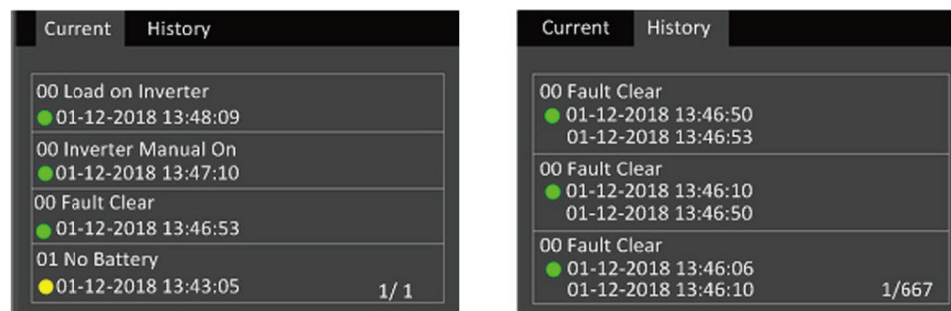 Current History
00 Load on Inverter
01-12-2018 13:48:09
00 Inverter Manual On
01-12-2018 13:47:10
00 Fault Clear
01-12-2018 13:46:53
01 No Battery
01-12-2018 13:43:05
1/ 1
Current History
00 Fault Clear
01-12-2018 13:46:50
01-12-2018 13:46:53
00 Fault Clear
01-12-2018 13:46:10
01-12-2018 13:46:50
00 Fault Clear
01-12-2018 13:46:06
01-12-2018 13:46:10
1/667